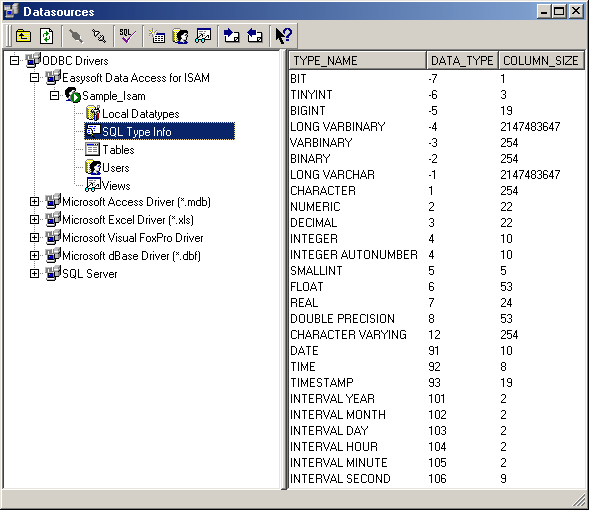 Datasources
SQL
ODBC Drivers
Easysoft Data Access for ISAM
Sample_Isam
Local Datatypes
SQL Type Info
Tables
Users
Views
Microsoft Access Driver (*.mdb)
Microsoft Excel Driver (*.xls)
Microsoft Visual FoxPro Driver
Microsoft dBase Driver (*.dbf)
SQL Server
TYPE_NAME DATA_TYPE COLUMN_SIZE
BIT -7 1
TINYINT -6 3
BIGINT -5 19
LONG VARBINARY -4 2147483647
VARBINARY -3 254
BINARY -2 254
LONG VARCHAR -1 2147483647
CHARACTER 1 254
NUMERIC 2 22
DECIMAL 3 22
INTEGER 4 10
INTEGER AUTONUMBER 4 10
SMALLINT 5 5
FLOAT 6 53
REAL 7 24
DOUBLE PRECISION 8 53
CHARACTER VARYING 12 254
DATE 91 10
TIME 92 8
TIMESTAMP 93 19
INTERVAL YEAR 101 2
INTERVAL MONTH 102 2
INTERVAL DAY 103 2
INTERVAL HOUR 104 2
INTERVAL MINUTE 105 2
INTERVAL SECOND 106 9